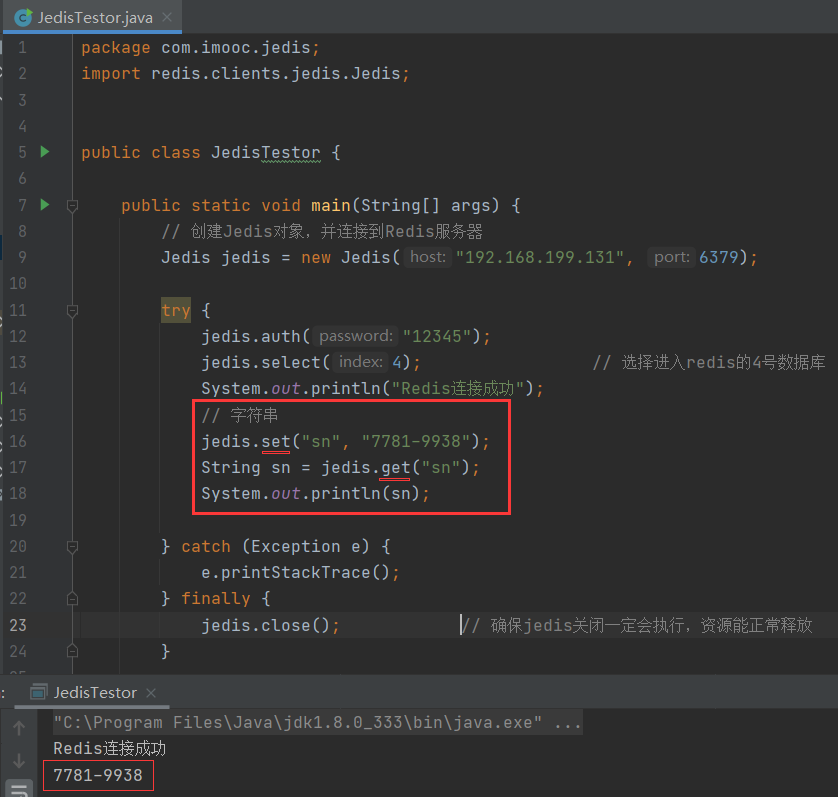 JedisTestor.java
1 package com.imooc.jedis;
2 import redis.clients.jedis.Jedis;
3
4
5 public class JedisTestor {
6
7 public static void main(String[] args) {
8 // 创建Jedis对象，并连接到Redis服务器
9 Jedis jedis = new Jedis( host: "192.168.199.131", port: 6379);
10
11 try {
12 jedis.auth( password: "12345");
13 jedis.select( index: 4); // 选择进入redis的4号数据库
14 System.out.println("Redis连接成功");
15 // 字符串
16 jedis.set("sn", "7781-9938");
17 String sn = jedis.get("sn");
18 System.out.println(sn);
19
20 } catch (Exception e) {
21 e.printStackTrace();
22 } finally {
23 jedis.close(); // 确保jedis关闭一定会执行，资源能正常释放
24 }
: JedisTestor
"C:\Program Files\Java\jdk1.8.0_333\bin\java.exe" ...
Redis连接成功
7781-9938